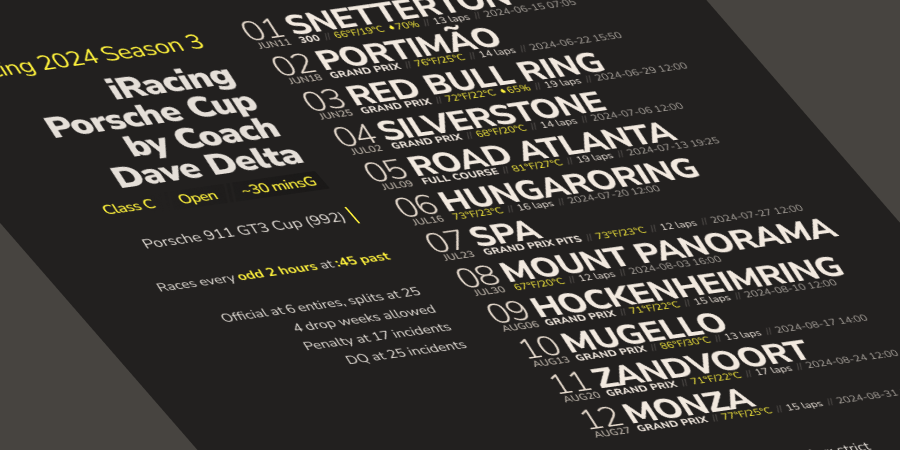 ing 2024 Season 3
iRacing
Porsche Cup
by Coach
Dave Delta
Class C Open ~30 minsG
Porsche 911 GT3 Cup (992)
Races every odd 2 hours at :45 past
Official at 6 entires, splits at 25
4 drop weeks allowed
Penalty at 17 incidents
DQ at 25 incidents
01 SNETTERTON
JUN11 300 // 66°F/19°C 70% // 13 laps // 2024-06-15 07:05
02 PORTIMÃO
JUN18 GRAND PRIX // 76°F/25°C // 14 laps // 2024-06-22 15:50
03 RED BULL RING
JUN25 GRAND PRIX // 72°F/22°C 65% // 19 laps // 2024-06-29 12:00
04 SILVERSTONE
JUL02 GRAND PRIX // 68°F/20°C // 14 laps // 2024-07-06 12:00
05 ROAD ATLANTA
JUL09 FULL COURSE // 81°F/27°C // 19 laps // 2024-07-13 19:25
06 HUNGARORING
JUL16 73°F/23°C // 16 laps // 2024-07-20 12:00
07 SPA
JUL23 GRAND PRIX PITS // 73°F/23°C // 12 laps // 2024-07-27 12:00
08 MOUNT PANORAMA
JUL30 67°F/20°C // 12 laps // 2024-08-03 16:00
09 HOCKENHEIMRING
AUG06 GRAND PRIX // 71°F/22°C // 15 laps // 2024-08-10 12:00
10 MUGELLO
AUG13 GRAND PRIX // 86°F/30°C // 13 laps // 2024-08-17 14:00
11 ZANDVOORT
AUG20 GRAND PRIX // 71°F/22°C // 17 laps // 2024-08-24 12:00
12 MONZA
AUG27 GRAND PRIX // 77°F/25°C // 15 laps // 2024-08-31
strict